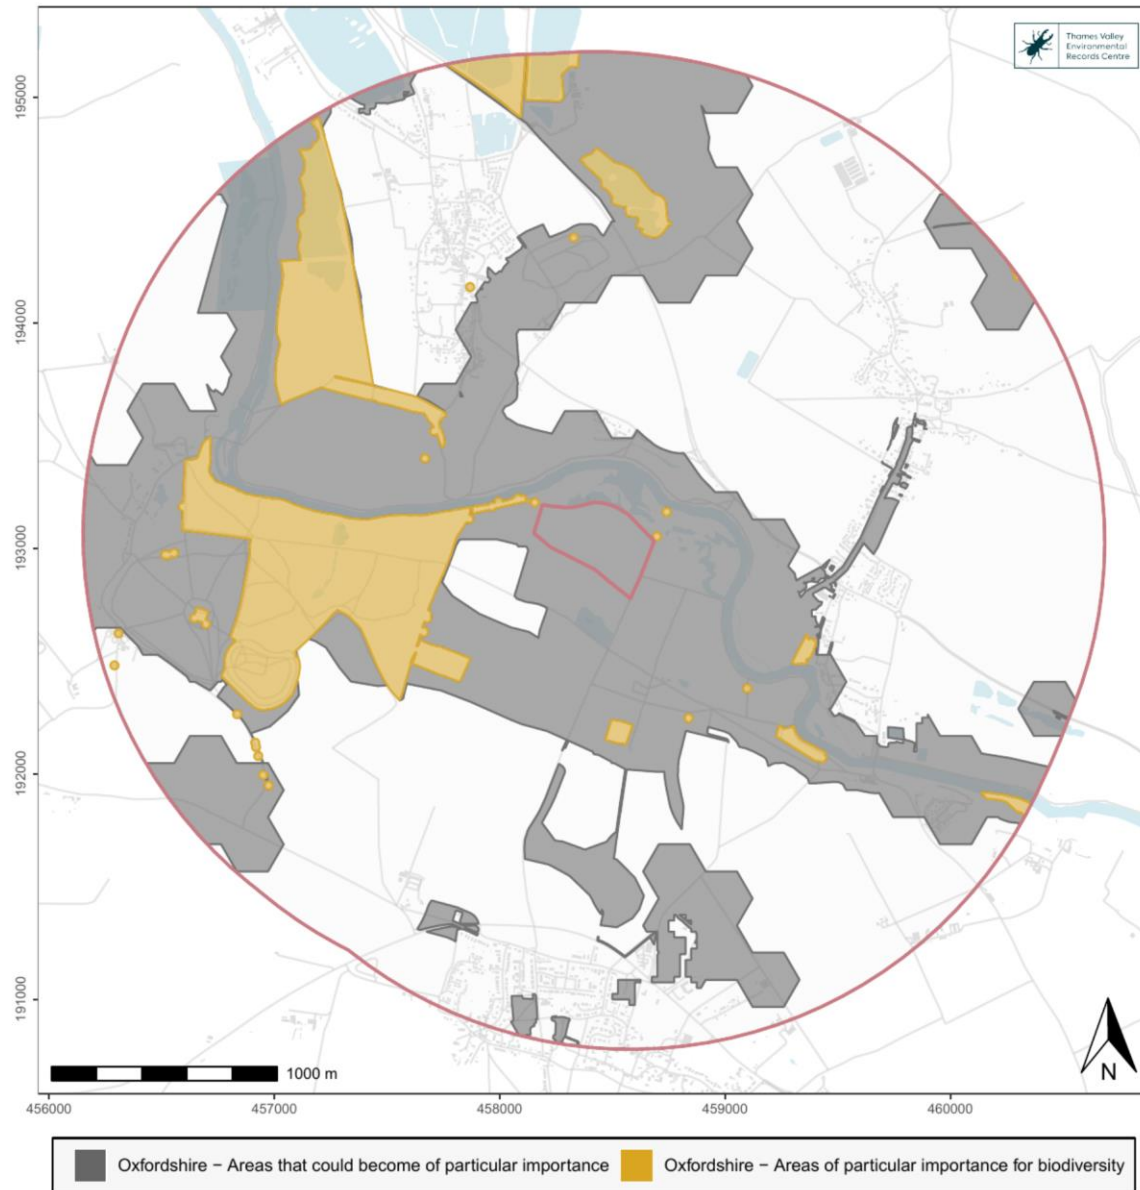 Thames Valley
Environmental
Records Centre
195000
194000
193000
192000
191000
1000 m
N
456000
457000
458000
459000
460000
Oxfordshire − Areas that could become of particular importance
Oxfordshire − Areas of particular importance for biodiversity